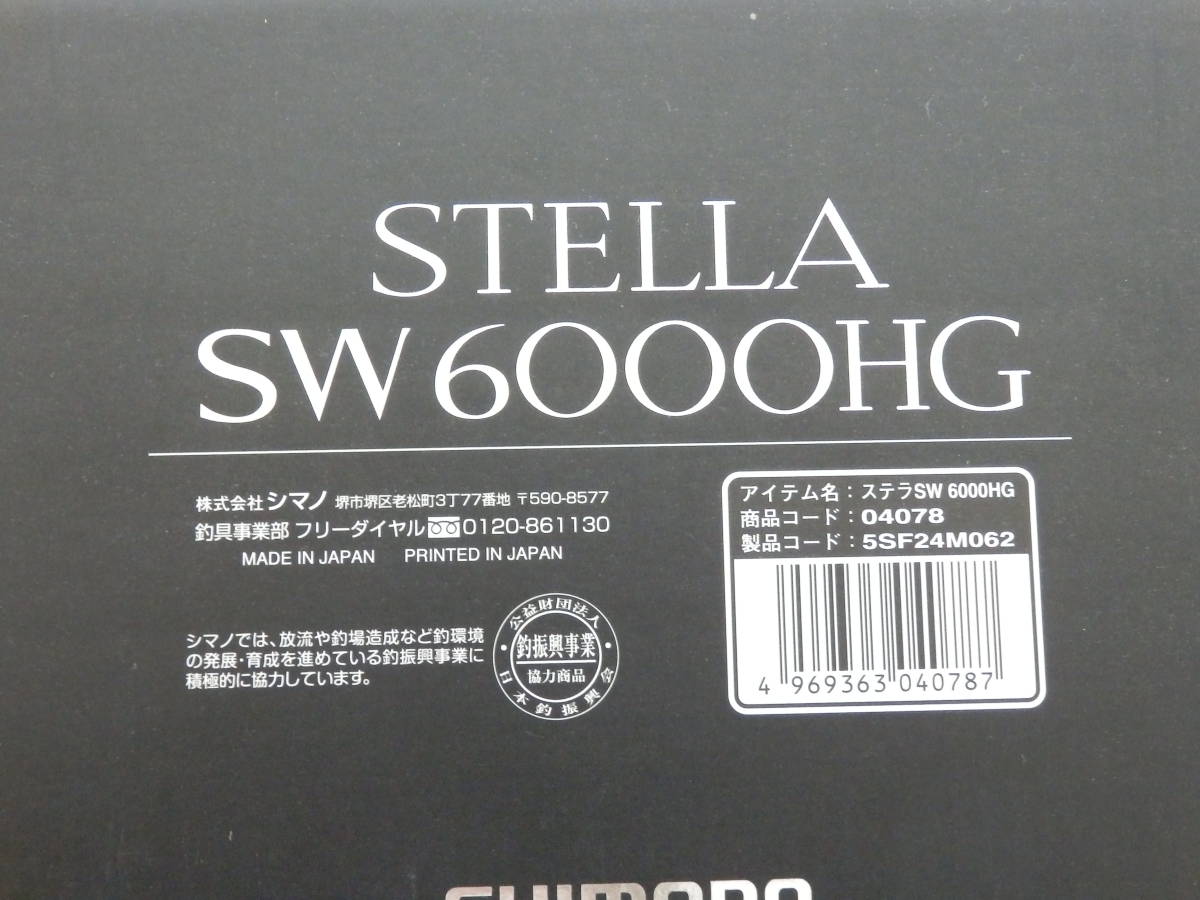 STELLA
SW 6000HG
株式会社シマノ 堺市堺区老松町3丁77番地 〒590-8577
釣具事業部 フリーダイヤル 0120-861130
MADE IN JAPAN PRINTED IN JAPAN
シマノでは、放流や釣場造成など釣環境
の発展・育成を進めている釣振興事業に
積極的に協力しています。
公益財団法人
釣振興事業
協力商品
日本釣振興会
アイテム名：ステラSW 6000HG
商品コード：04078
製品コード：5SF24M062
4 969363 040787
SHIMANO